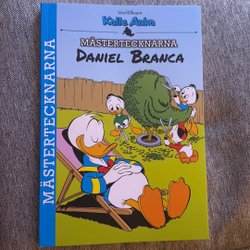 Walt Disney's
Kalle Anka
MÄSTERTECKNARNA
DANIEL BRANCA
MÄSTERTECKNARNA